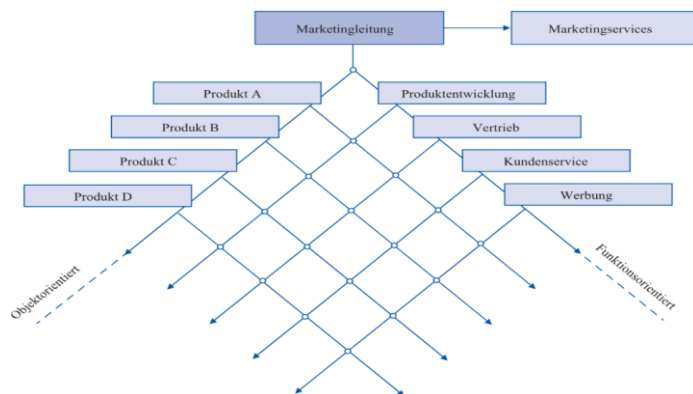 Marketingleitung
Marketingservices
Produkt A
Produktentwicklung
Produkt B
Vertrieb
Produkt C
Kundenservice
Produkt D
Werbung
Objektorientiert
Funktionsorientiert